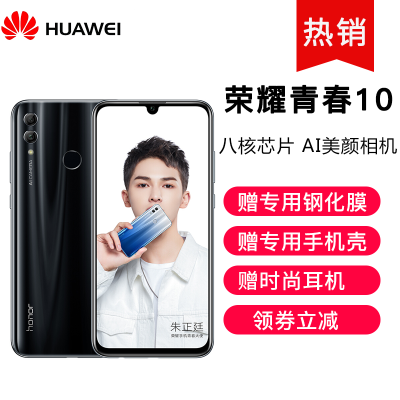 HUAWEI
热销
荣耀青春10
八核芯片 AI美颜相机
赠专用钢化膜
赠专用手机壳
赠时尚耳机
领券立减
AI CAMERA
honor
朱正廷